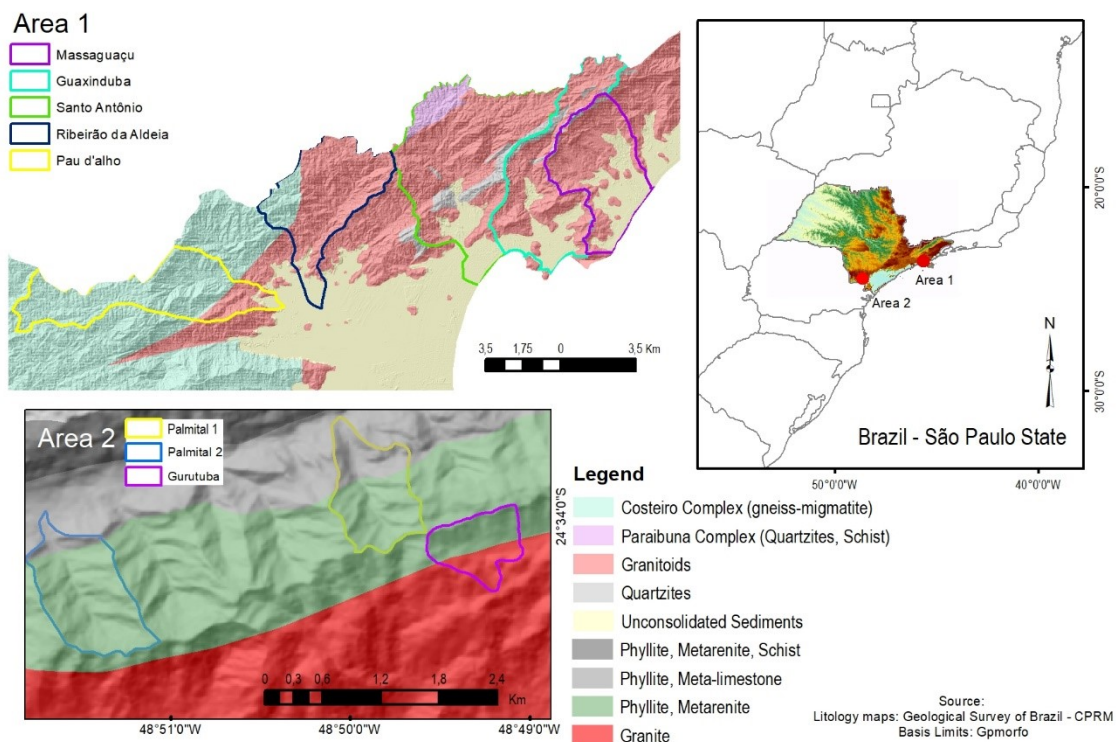 Area 1
Massaguaçu
Guaxinduba
Santo Antônio
Ribeirão da Aldeia
Pau d'alho
3,5 1,75 0 3,5 Km
Area 2
Palmital 1
Palmital 2
Gurutuba
24°34'0"S
0 0,3 0,6 1,2 1,8 2,4
Km
48°51'0"W 48°50'0"W 48°49'0"W
20°0'0"S
Area 1
Area 2
N
30°0'0"S
Brazil - São Paulo State
50°0'0"W 40°0'0"W
Legend
Costeiro Complex (gneiss-migmatite)
Paraibuna Complex (Quartzites, Schist)
Granitoids
Quartzites
Unconsolidated Sediments
Phyllite, Metarenite, Schist
Phyllite, Meta-limestone
Phyllite, Metarenite
Granite
Source:
Litology maps: Geological Survey of Brazil - CPRM
Basis Limits: Gpmorfo